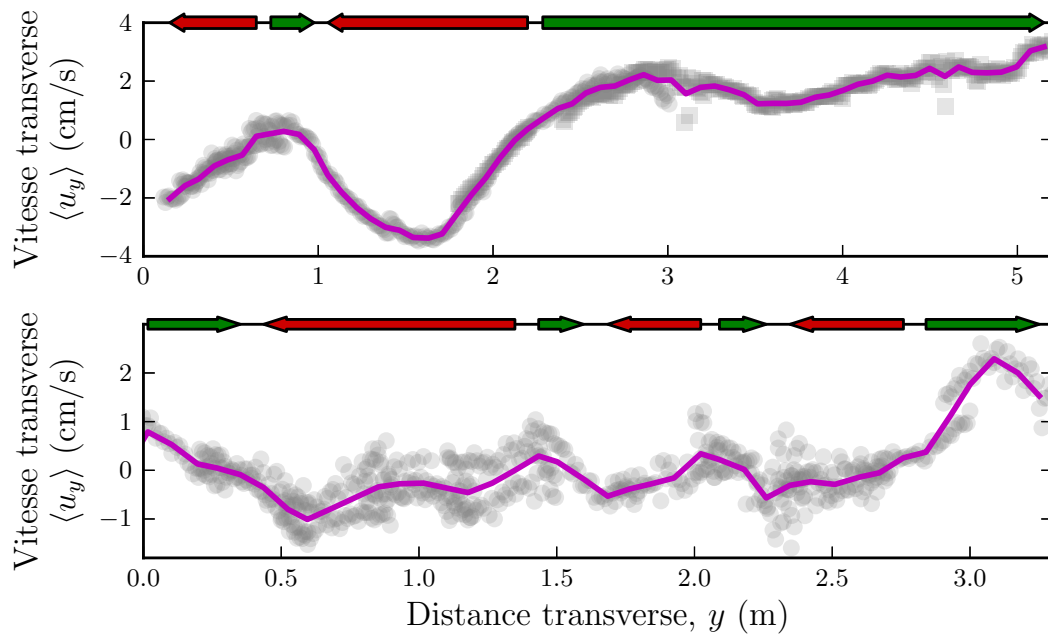 Vitesse transverse
⟨u_y⟩ (cm/s)
4
2
0
−2
−4
0 1 2 3 4 5
Vitesse transverse
⟨u_y⟩ (cm/s)
2
1
0
−1
0.0 0.5 1.0 1.5 2.0 2.5 3.0
Distance transverse, y (m)